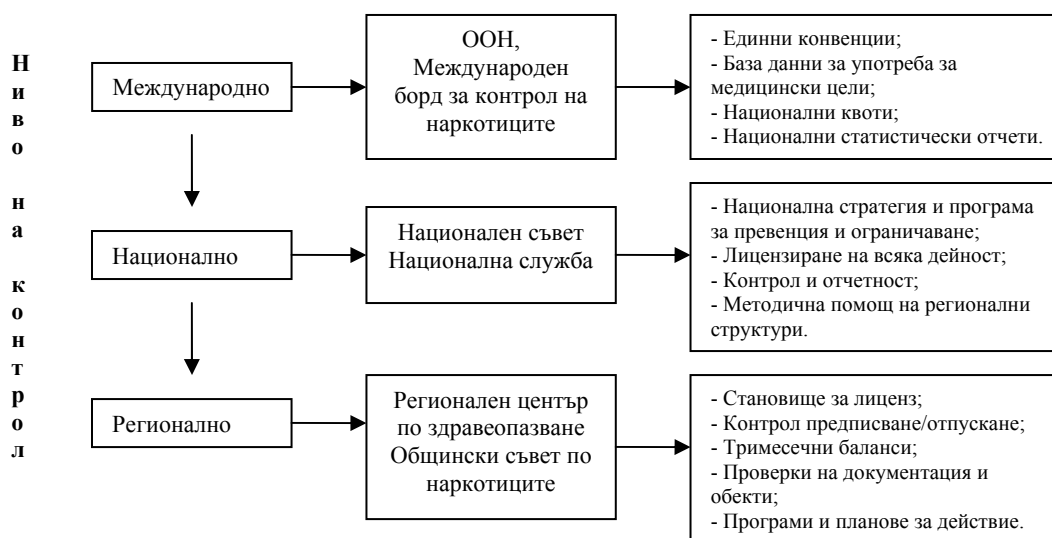 Ниво на контрол
Международно
ООН,
Международен
борд за контрол на
наркотиците
- Единни конвенции;
- База данни за употреба за
медицински цели;
- Национални квоти;
- Национални статистически отчети.
Национално
Национален съвет
Национална служба
- Национална стратегия и програма
за превенция и ограничаване;
- Лицензиране на всяка дейност;
- Контрол и отчетност;
- Методична помощ на регионални
структури.
Регионално
Регионален център
по здравеопазване
Общински съвет по
наркотиците
- Становище за лиценз;
- Контрол предписване/отпускане;
- Тримесечни баланси;
- Проверки на документация и
обекти;
- Програми и планове за действие.